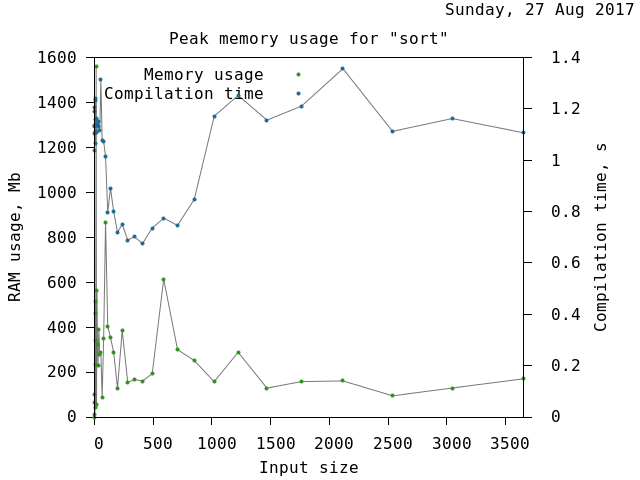 Sunday, 27 Aug 2017
Peak memory usage for "sort"
Memory usage
Compilation time
1600
1400
1200
1000
800
600
400
200
0
RAM usage, Mb
1.4
1.2
1
0.8
0.6
0.4
0.2
0
Compilation time, s
0 500 1000 1500 2000 2500 3000 3500
Input size